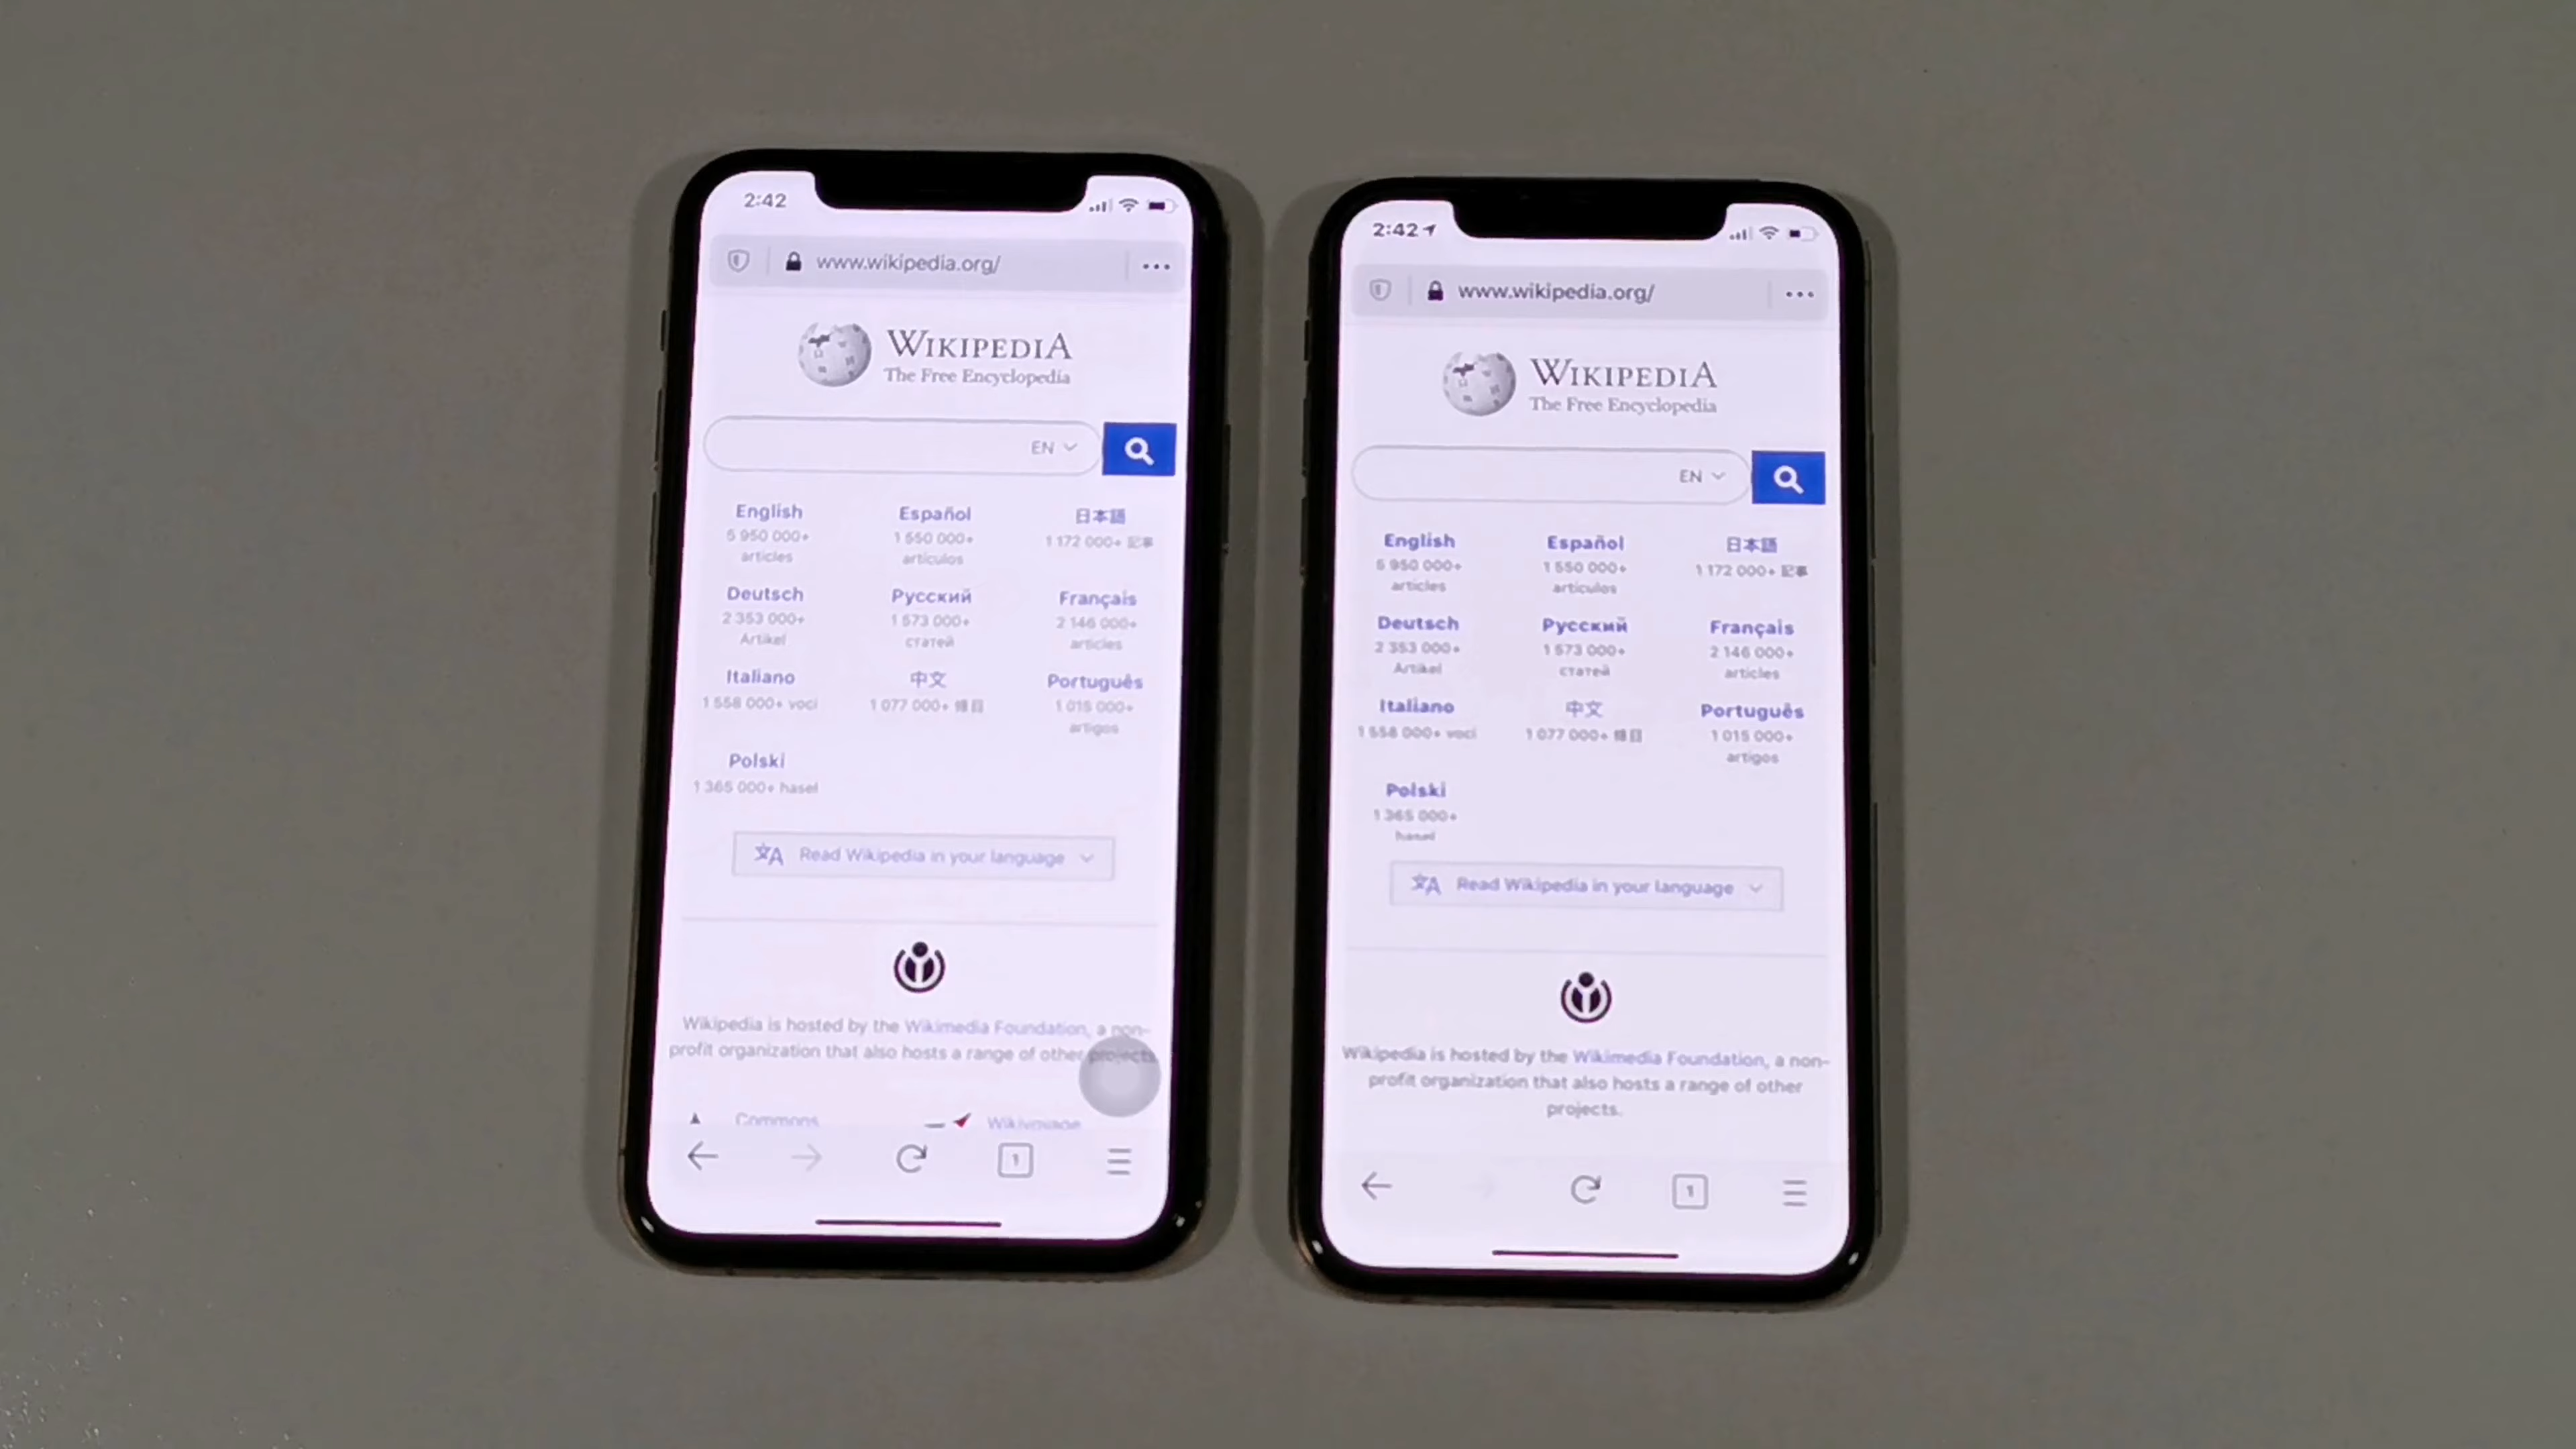 2:42
www.wikipedia.org/
WIKIPEDIA
The Free Encyclopedia
EN
English
5 950 000+
articles
Español
1 550 000+
artículos
日本語
1 172 000+ 記事
Deutsch
2 353 000+
Artikel
Русский
1 573 000+
статей
Français
2 146 000+
articles
Italiano
1 558 000+ voci
中文
1 077 000+ 條目
Português
1 015 000+
artigos
Polski
1 365 000+ haseł
Read Wikipedia in your language
Wikipedia is hosted by the Wikimedia Foundation, a non-
profit organization that also hosts a range of other projects.
Commons
Wikivoyage
1
2:42
www.wikipedia.org/
WIKIPEDIA
The Free Encyclopedia
EN
English
5 950 000+
articles
Español
1 550 000+
artículos
日本語
1 172 000+ 記事
Deutsch
2 353 000+
Artikel
Русский
1 573 000+
статей
Français
2 146 000+
articles
Italiano
1 558 000+ voci
中文
1 077 000+ 條目
Português
1 015 000+
artigos
Polski
1 365 000+
haseł
Read Wikipedia in your language
Wikipedia is hosted by the Wikimedia Foundation, a non-
profit organization that also hosts a range of other
projects.
1